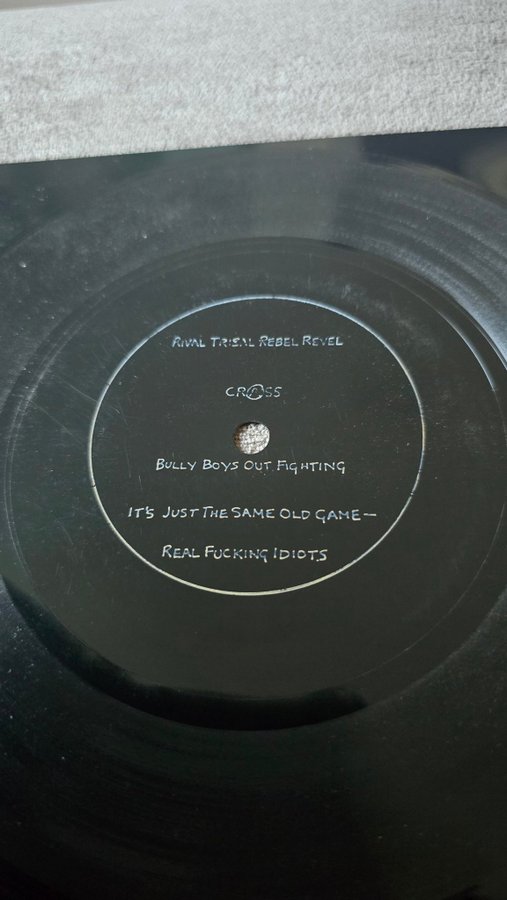 RIVAL TRIBAL REBEL REVEL
CRⒶSS
BULLY BOYS OUT FIGHTING
IT'S JUST THE SAME OLD GAME—
REAL FUCKING IDIOTS